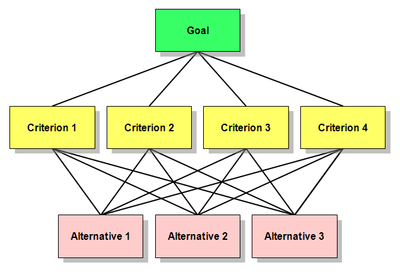 Goal
Criterion 1
Criterion 2
Criterion 3
Criterion 4
Alternative 1
Alternative 2
Alternative 3